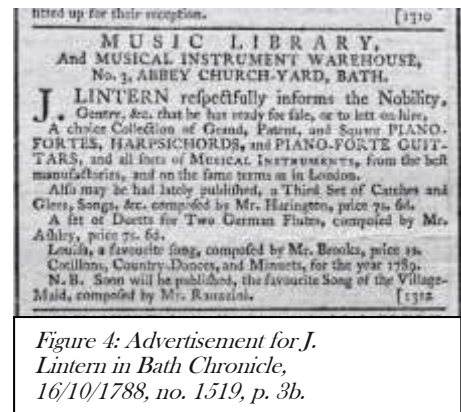 fitted up for their reception. [1310
MUSIC LIBRARY,
And MUSICAL INSTRUMENT WAREHOUSE,
No. 3, ABBEY CHURCH-YARD, BATH.
J. LINTERN reſpectfully informs the Nobility,
Gentry, &c. that he has ready for ſale, or to lett on hire,
A choice Collection of Grand, Patent, and Square PIANO-
FORTES, HARPSICHORDS, and PIANO-FORTE GUIT-
TARS, and all ſorts of MUSICAL INSTRUMENTS, from the beſt
manufactories, and on the ſame terms as in London.
Alſo may be had lately publiſhed, a Third Set of Catches and
Glees, Songs, &c. compoſed by Mr. Harington, price 7s. 6d.
A ſet of Duetts for Two German Flutes, compoſed by Mr.
Aſhley, price 7s. 6d.
Louiſa, a favourite ſong, compoſed by Mr. Brooks, price 1s.
Cotillons, Country-Dances, and Minuets, for the year 1789.
N. B. Soon will be publiſhed, the favourite Song of the Village-
Maid, compoſed by Mr. Rauzzini. [1312
Figure 4: Advertisement for J.
Lintern in Bath Chronicle,
16/10/1788, no. 1519, p. 3b.